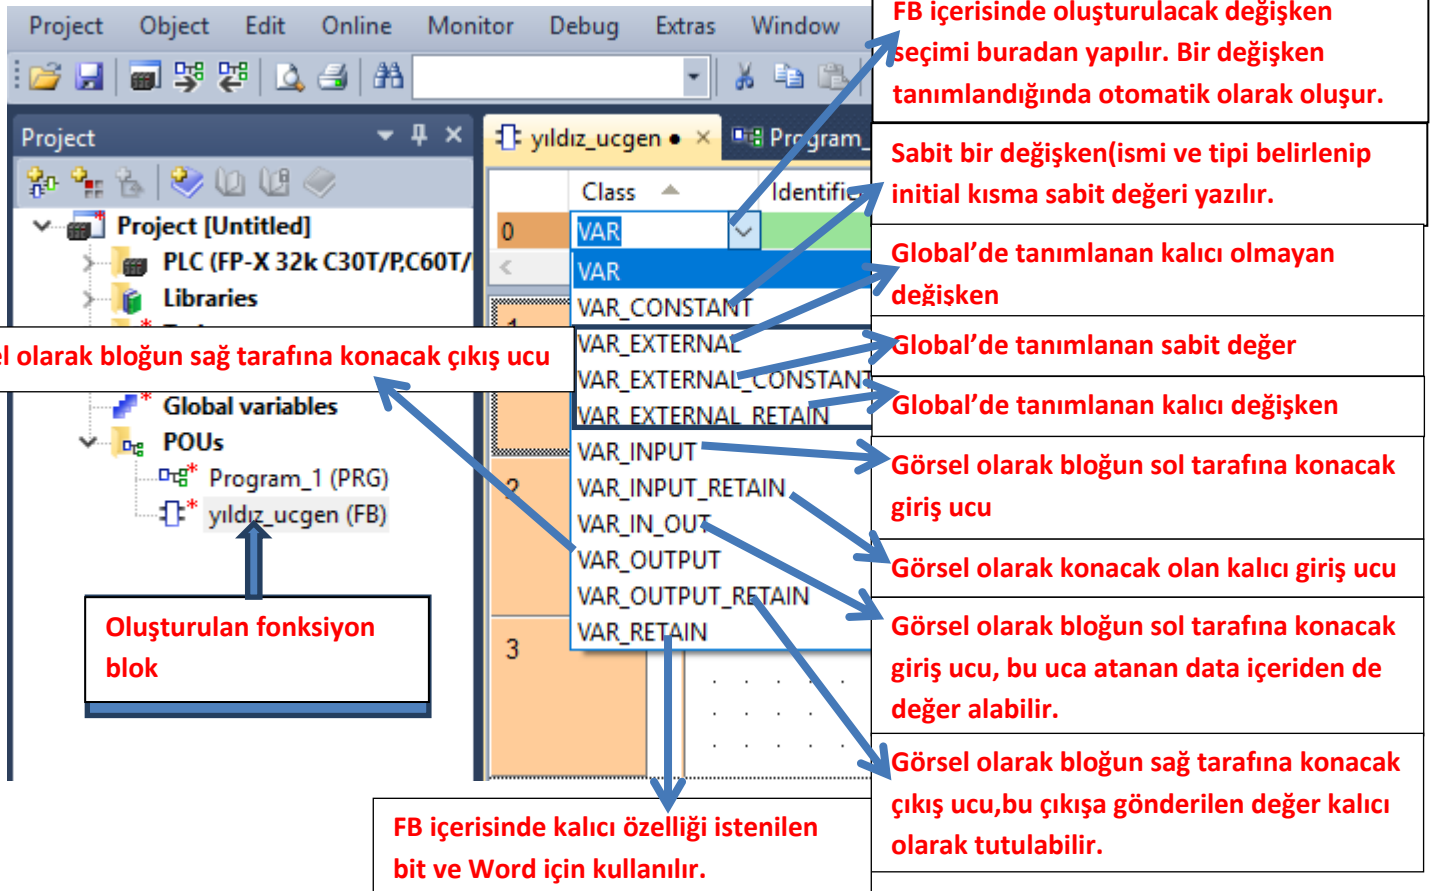 Project Object Edit Online Monitor Debug Extras Window
Project
yıldız_ucgen
Program_
Class
0
VAR
VAR
VAR_CONSTANT
VAR_EXTERNAL
VAR_EXTERNAL_CONSTANT
VAR_EXTERNAL_RETAIN
VAR_INPUT
VAR_INPUT_RETAIN
VAR_IN_OUT
VAR_OUTPUT
VAR_OUTPUT_RETAIN
VAR_RETAIN
2
3
Project [Untitled]
PLC (FP-X 32k C30T/P,C60T/
Libraries
Global variables
POUs
Program_1 (PRG)
yıldız_ucgen (FB)
olarak bloğun sağ tarafına konacak çıkış ucu
Oluşturulan fonksiyon
blok
FB içerisinde oluşturulacak değişken
seçimi buradan yapılır. Bir değişken
tanımlandığında otomatik olarak oluşur.
Sabit bir değişken(ismi ve tipi belirlenip
initial kısma sabit değeri yazılır.
Global’de tanımlanan kalıcı olmayan
değişken
Global’de tanımlanan sabit değer
Global’de tanımlanan kalıcı değişken
Görsel olarak bloğun sol tarafına konacak
giriş ucu
Görsel olarak konacak olan kalıcı giriş ucu
Görsel olarak bloğun sol tarafına konacak
giriş ucu, bu uca atanan data içeriden de
değer alabilir.
Görsel olarak bloğun sağ tarafına konacak
çıkış ucu,bu çıkışa gönderilen değer kalıcı
olarak tutulabilir.
FB içerisinde kalıcı özelliği istenilen
bit ve Word için kullanılır.